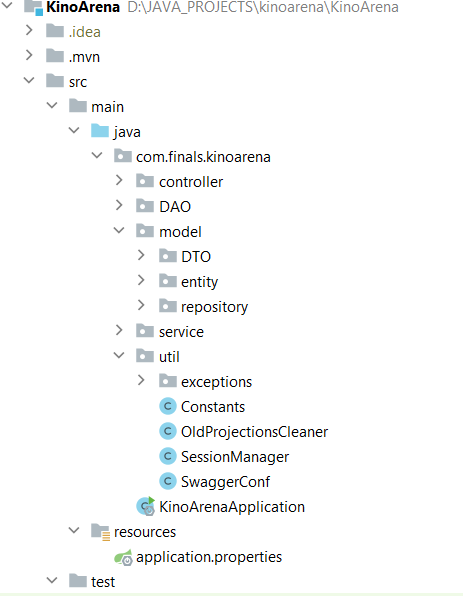 KinoArena D:\JAVA_PROJECTS\kinoarena\KinoArena
.idea
.mvn
src
main
java
com.finals.kinoarena
controller
DAO
model
DTO
entity
repository
service
util
exceptions
C Constants
C OldProjectionsCleaner
C SessionManager
C SwaggerConf
C KinoArenaApplication
resources
application.properties
test